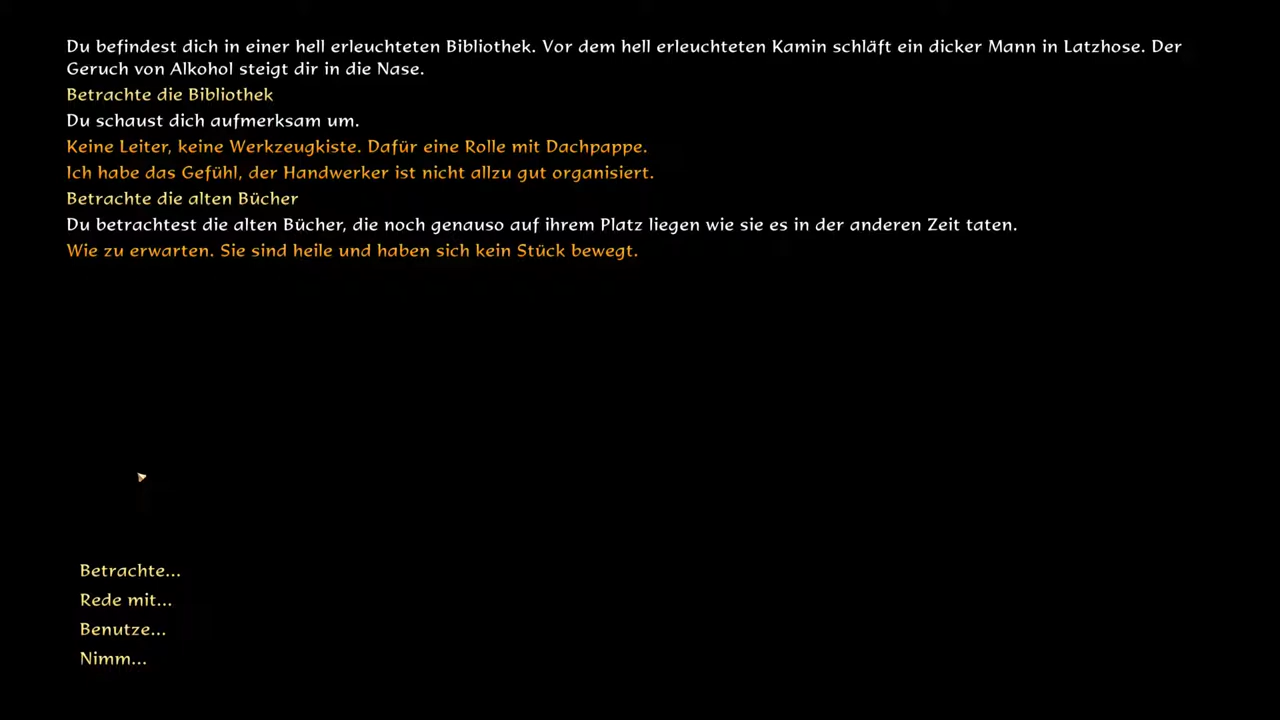 Du befindest dich in einer hell erleuchteten Bibliothek. Vor dem hell erleuchteten Kamin schläft ein dicker Mann in Latzhose. Der
Geruch von Alkohol steigt dir in die Nase.
Betrachte die Bibliothek
Du schaust dich aufmerksam um.
Keine Leiter, keine Werkzeugkiste. Dafür eine Rolle mit Dachpappe.
Ich habe das Gefühl, der Handwerker ist nicht allzu gut organisiert.
Betrachte die alten Bücher
Du betrachtest die alten Bücher, die noch genauso auf ihrem Platz liegen wie sie es in der anderen Zeit taten.
Wie zu erwarten. Sie sind heile und haben sich kein Stück bewegt.
Betrachte...
Rede mit...
Benutze...
Nimm...